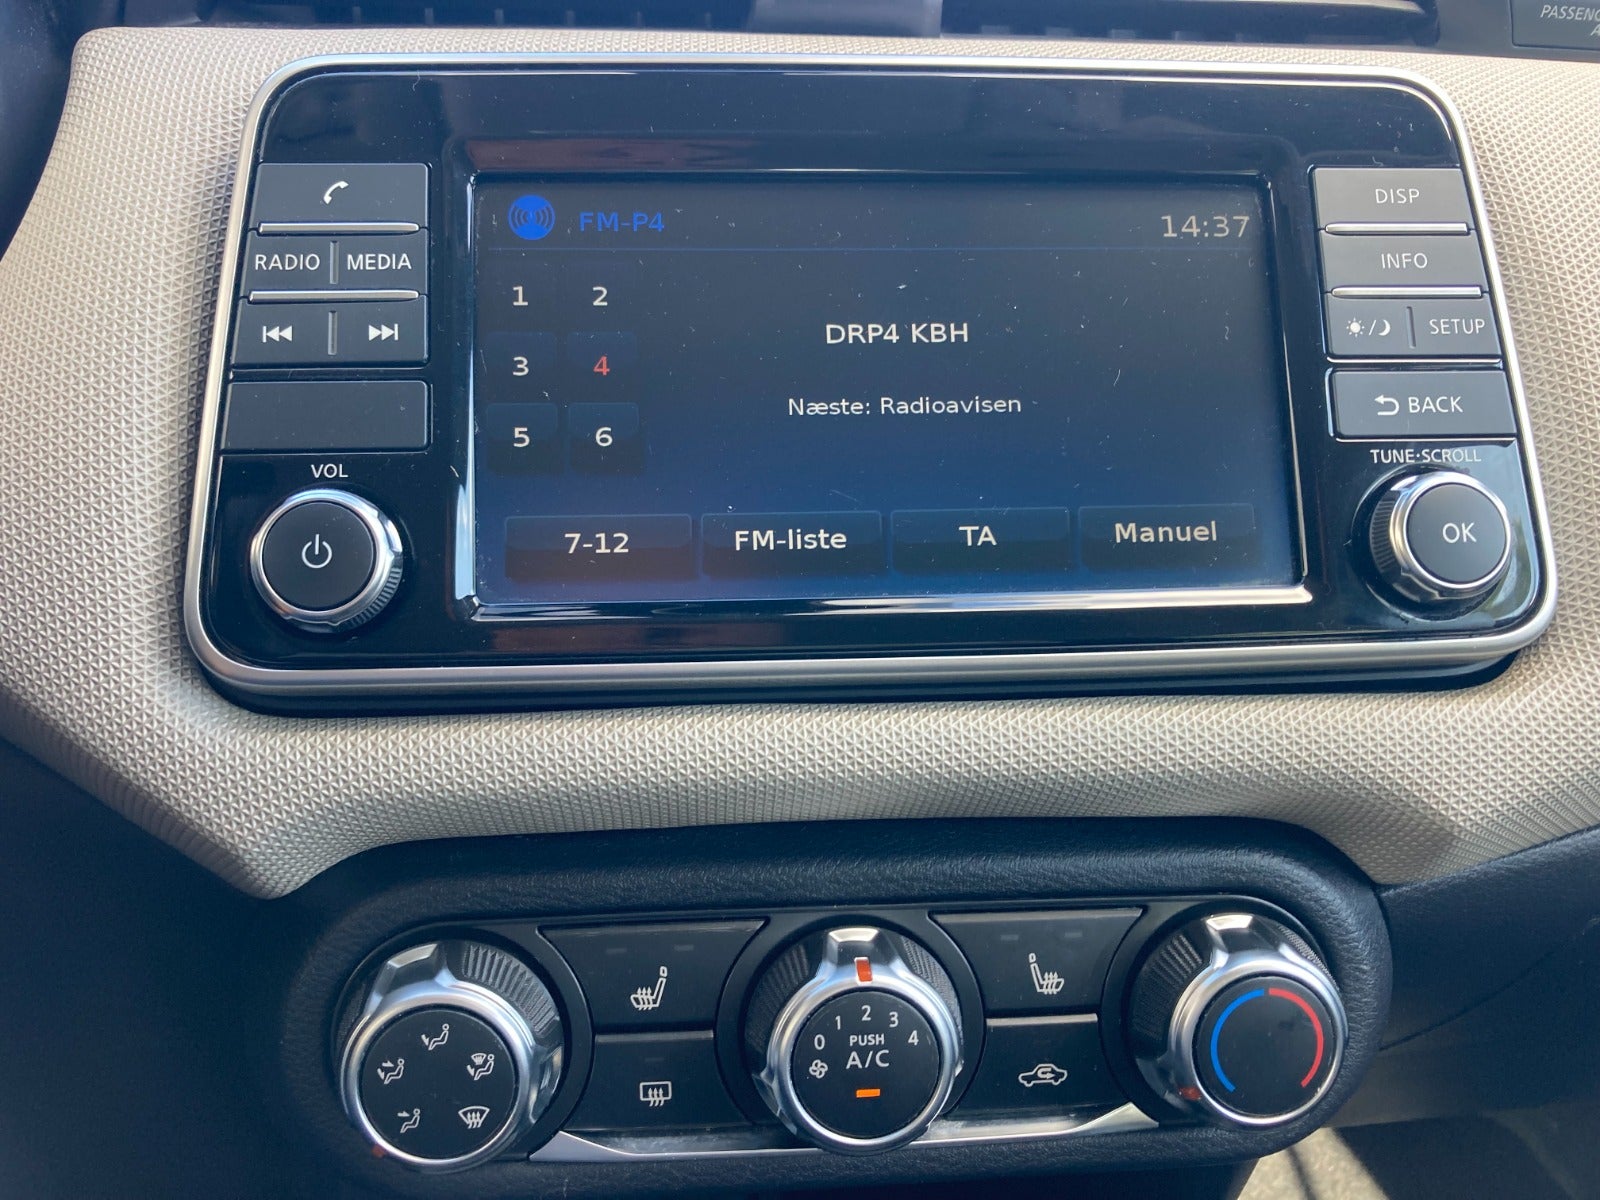 PASSENG
FM-P4
14:37
1 2
3 4
5 6
DRP4 KBH
Næste: Radioavisen
7-12 FM-liste TA Manuel
RADIO MEDIA
VOL
DISP
INFO
SETUP
BACK
TUNE·SCROLL
OK
0 1 2 3 4
PUSH
A/C